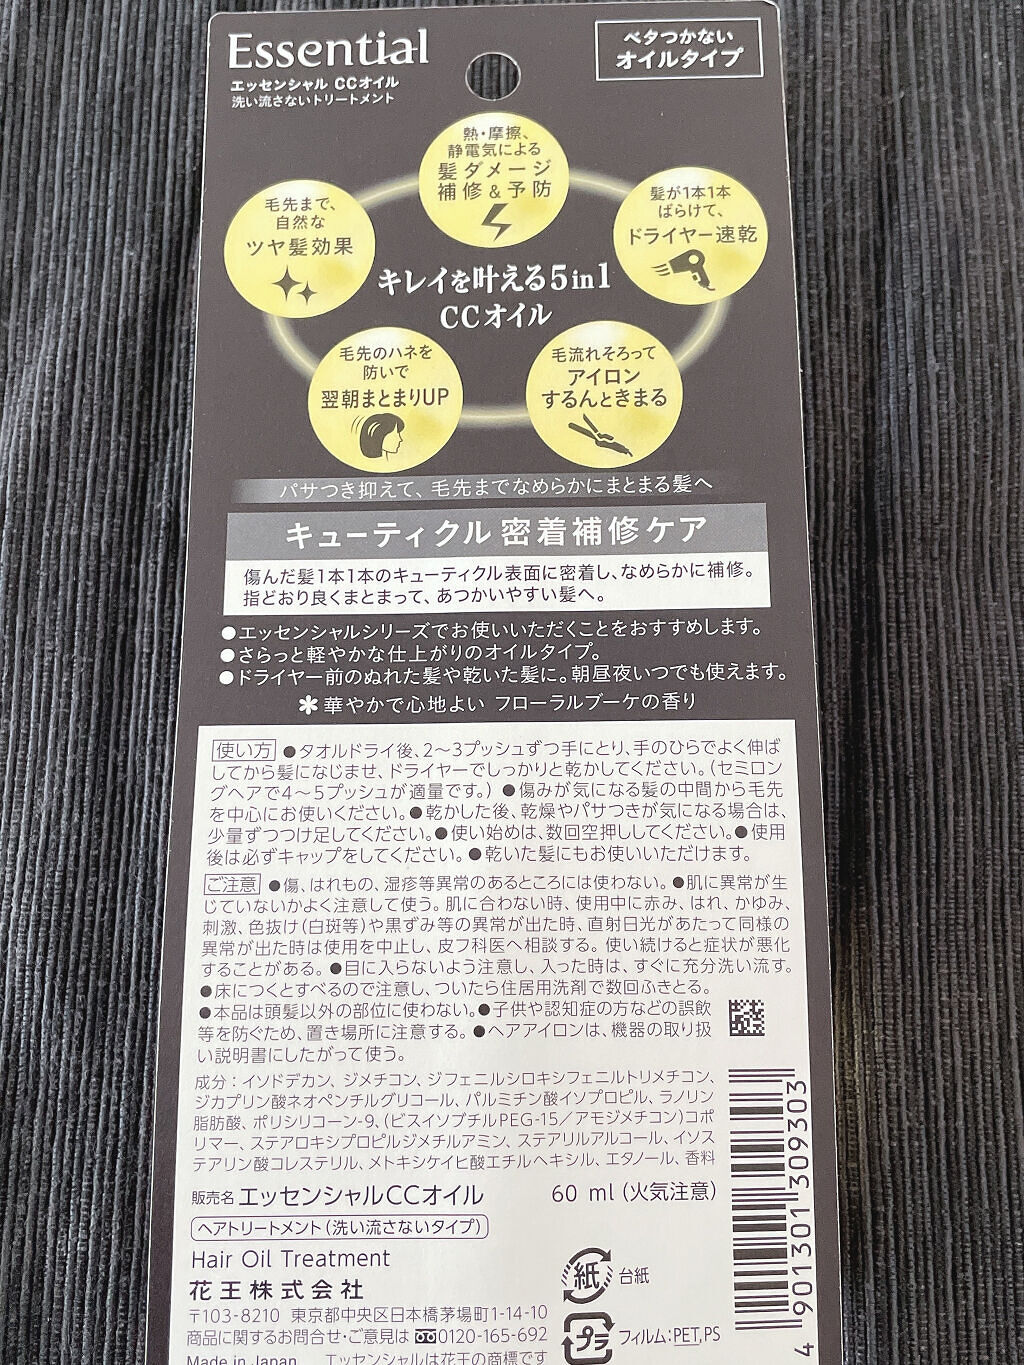 Essential
エッセンシャル CCオイル
洗い流さないトリートメント
ベタつかない
オイルタイプ
熱・摩擦、
静電気による
髪ダメージ
補修&予防
毛先まで、
自然な
ツヤ髪効果
髪が1本1本
ばらけて、
ドライヤー速乾
キレイを叶える5in1
CCオイル
毛先のハネを
防いで
翌朝まとまりUP
毛流れそろって
アイロン
するんときまる
パサつき抑えて、毛先までなめらかにまとまる髪へ
キューティクル 密着補修ケア
傷んだ髪1本1本のキューティクル表面に密着し、なめらかに補修。
指どおり良くまとまって、あつかいやすい髪へ。
●エッセンシャルシリーズでお使いいただくことをおすすめします。
●さらっと軽やかな仕上がりのオイルタイプ。
●ドライヤー前のぬれた髪や乾いた髪に。朝昼夜いつでも使えます。
✽華やかで心地よい フローラルブーケの香り
使い方 ●タオルドライ後、2〜3プッシュずつ手にとり、手のひらでよく伸ば
してから髪になじませ、ドライヤーでしっかりと乾かしてください。(セミロン
グヘアで4〜5プッシュが適量です。) ●傷みが気になる髪の中間から毛先
を中心にお使いください。●乾かした後、乾燥やパサつきが気になる場合は、
少量ずつつけ足してください。●使い始めは、数回空押ししてください。●使用
後は必ずキャップをしてください。●乾いた髪にもお使いいただけます。
ご注意 ●傷、はれもの、湿疹等異常のあるところには使わない。●肌に異常が生
じていないかよく注意して使う。肌に合わない時、使用中に赤み、はれ、かゆみ、
刺激、色抜け(白斑等)や黒ずみ等の異常が出た時、直射日光があたって同様の
異常が出た時は使用を中止し、皮フ科医へ相談する。使い続けると症状が悪化
することがある。●目に入らないよう注意し、入った時は、すぐに充分洗い流す。
●床につくとすべるので注意し、ついたら住居用洗剤で数回ふきとる。
●本品は頭髪以外の部位に使わない。●子供や認知症の方などの誤飲
等を防ぐため、置き場所に注意する。●ヘアアイロンは、機器の取り扱
い説明書にしたがって使う。
成分：イソドデカン、ジメチコン、ジフェニルシロキシフェニルトリメチコン、
ジカプリン酸ネオペンチルグリコール、パルミチン酸イソプロピル、ラノリン
脂肪酸、ポリシリコーン-9、(ビスイソブチルPEG-15/アモジメチコン)コポ
リマー、ステアロキシプロピルジメチルアミン、ステアリルアルコール、イソス
テアリン酸コレステリル、メトキシケイヒ酸エチルヘキシル、エタノール、香料
販売名 エッセンシャルCCオイル 60 ml (火気注意)
ヘアトリートメント(洗い流さないタイプ)
Hair Oil Treatment
花王株式会社
〒103-8210 東京都中央区日本橋茅場町1-14-10
商品に関するお問合せ・ご意見は 0120-165-692
Made in Japan エッセンシャルは花王の商標です
紙 台紙
プラ フィルム:PET,PS
4 901301 309303